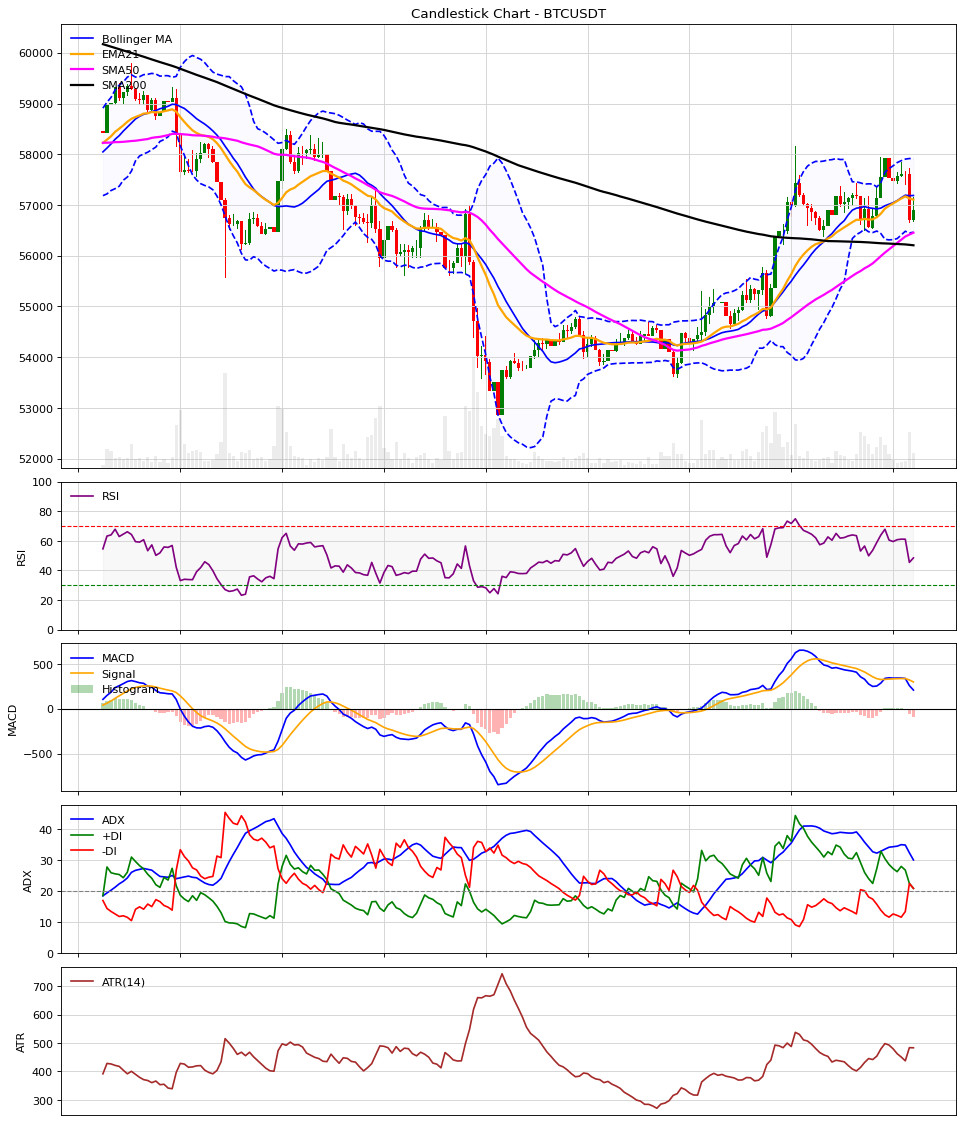 Candlestick Chart - BTCUSDT
Bollinger MA
EMA21
SMA50
SMA200
60000
59000
58000
57000
56000
55000
54000
53000
52000
RSI
RSI
100
80
60
40
20
0
MACD
Signal
Histogram
MACD
500
0
−500
ADX
+DI
-DI
ADX
40
30
20
10
0
ATR(14)
ATR
700
600
500
400
300